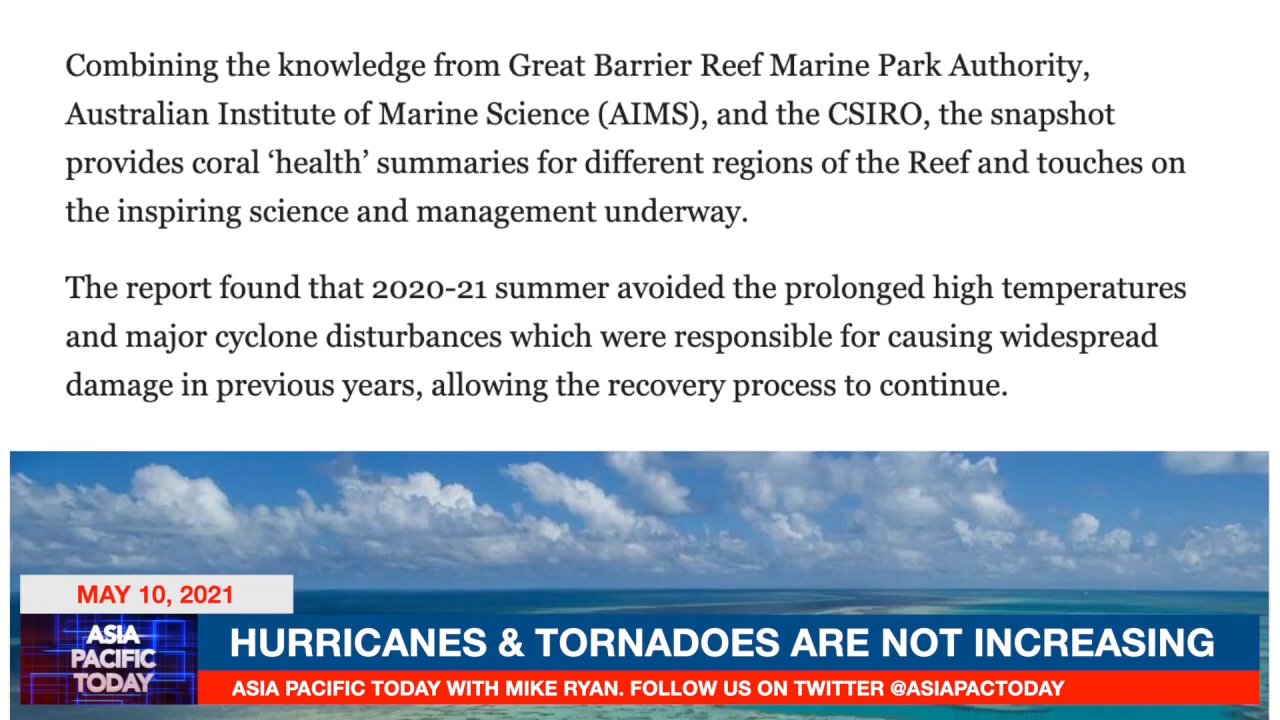 Combining the knowledge from Great Barrier Reef Marine Park Authority,
Australian Institute of Marine Science (AIMS), and the CSIRO, the snapshot
provides coral ‘health’ summaries for different regions of the Reef and touches on
the inspiring science and management underway.
The report found that 2020-21 summer avoided the prolonged high temperatures
and major cyclone disturbances which were responsible for causing widespread
damage in previous years, allowing the recovery process to continue.
MAY 10, 2021
ASIA
PACIFIC
TODAY
HURRICANES & TORNADOES ARE NOT INCREASING
ASIA PACIFIC TODAY WITH MIKE RYAN. FOLLOW US ON TWITTER @ASIAPACTODAY